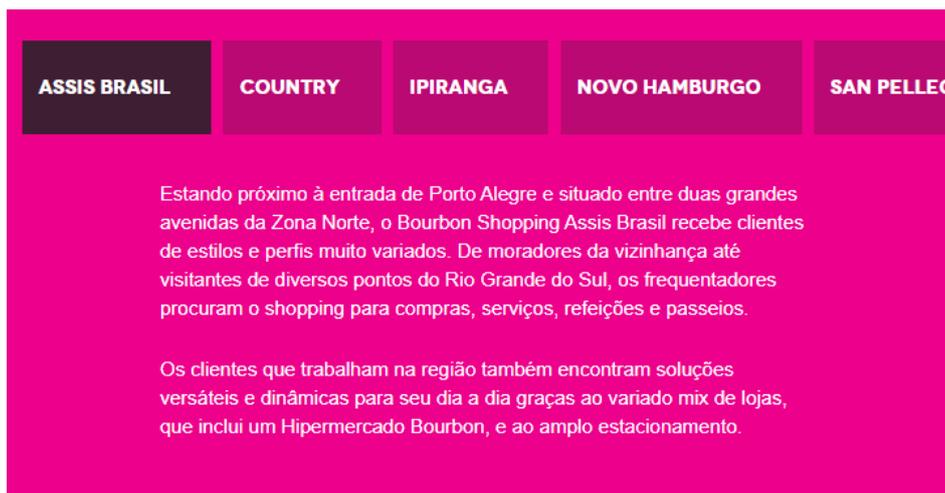 ASSIS BRASIL COUNTRY IPIRANGA NOVO HAMBURGO SAN
Estando próximo à entrada de Porto Alegre e situado entre duas grandes
avenidas da Zona Norte, o Bourbon Shopping Assis Brasil recebe clientes
de estilos e perfis muito variados. De moradores da vizinhança até
visitantes de diversos pontos do Rio Grande do Sul, os frequentadores
procuram o shopping para compras, serviços, refeições e passeios.
Os clientes que trabalham na região também encontram soluções
versáteis e dinâmicas para seu dia a dia graças ao variado mix de lojas,
que inclui um Hipermercado Bourbon, e ao amplo estacionamento.